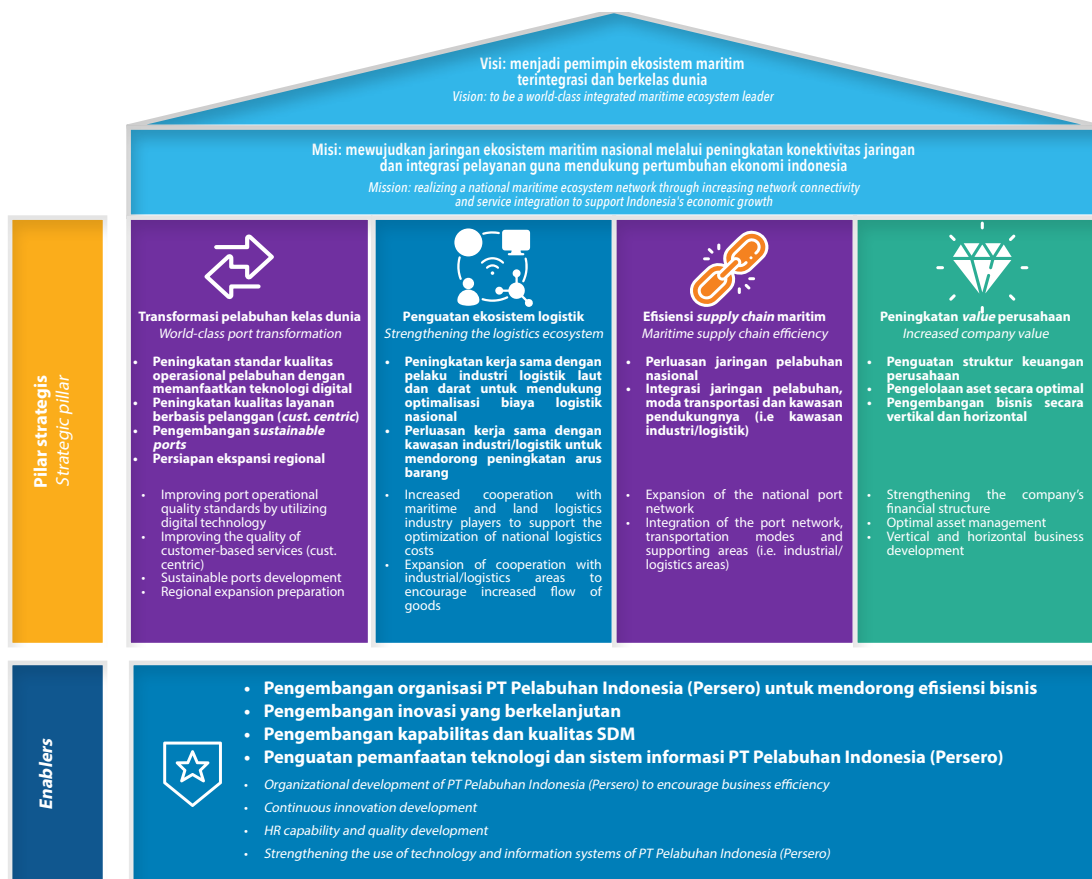 Visi: menjadi pemimpin ekosistem maritim
terintegrasi dan berkelas dunia
Vision: to be a world-class integrated maritime ecosystem leader
Misi: mewujudkan jaringan ekosistem maritim nasional melalui peningkatan konektivitas jaringan
dan integrasi pelayanan guna mendukung pertumbuhan ekonomi indonesia
Mission: realizing a national maritime ecosystem network through increasing network connectivity
and service integration to support Indonesia's economic growth
Pilar strategis
Strategic pillar
Transformasi pelabuhan kelas dunia
World-class port transformation
• Peningkatan standar kualitas
operasional pelabuhan dengan
memanfaatkan teknologi digital
• Peningkatan kualitas layanan
berbasis pelanggan (cust. centric)
• Pengembangan sustainable
ports
• Persiapan ekspansi regional
• Improving port operational
quality standards by utilizing
digital technology
• Improving the quality of
customer-based services (cust.
centric)
• Sustainable ports development
• Regional expansion preparation
Penguatan ekosistem logistik
Strengthening the logistics ecosystem
• Peningkatan kerja sama dengan
pelaku industri logistik laut
dan darat untuk mendukung
optimalisasi biaya logistik
nasional
• Perluasan kerja sama dengan
kawasan industri/logistik untuk
mendorong peningkatan arus
barang
• Increased cooperation with
maritime and land logistics
industry players to support the
optimization of national logistics
costs
• Expansion of cooperation with
industrial/logistics areas to
encourage increased flow of
goods
Efisiensi supply chain maritim
Maritime supply chain efficiency
• Perluasan jaringan pelabuhan
nasional
• Integrasi jaringan pelabuhan,
moda transportasi dan kawasan
pendukungnya (i.e kawasan
industri/logistik)
• Expansion of the national port
network
• Integration of the port network,
transportation modes and
supporting areas (i.e. industrial/
logistics areas)
Peningkatan value perusahaan
Increased company value
• Penguatan struktur keuangan
perusahaan
• Pengelolaan aset secara optimal
• Pengembangan bisnis secara
vertikal dan horizontal
• Strengthening the company's
financial structure
• Optimal asset management
• Vertical and horizontal business
development
Enablers
• Pengembangan organisasi PT Pelabuhan Indonesia (Persero) untuk mendorong efisiensi bisnis
• Pengembangan inovasi yang berkelanjutan
• Pengembangan kapabilitas dan kualitas SDM
• Penguatan pemanfaatan teknologi dan sistem informasi PT Pelabuhan Indonesia (Persero)
• Organizational development of PT Pelabuhan Indonesia (Persero) to encourage business efficiency
• Continuous innovation development
• HR capability and quality development
• Strengthening the use of technology and information systems of PT Pelabuhan Indonesia (Persero)